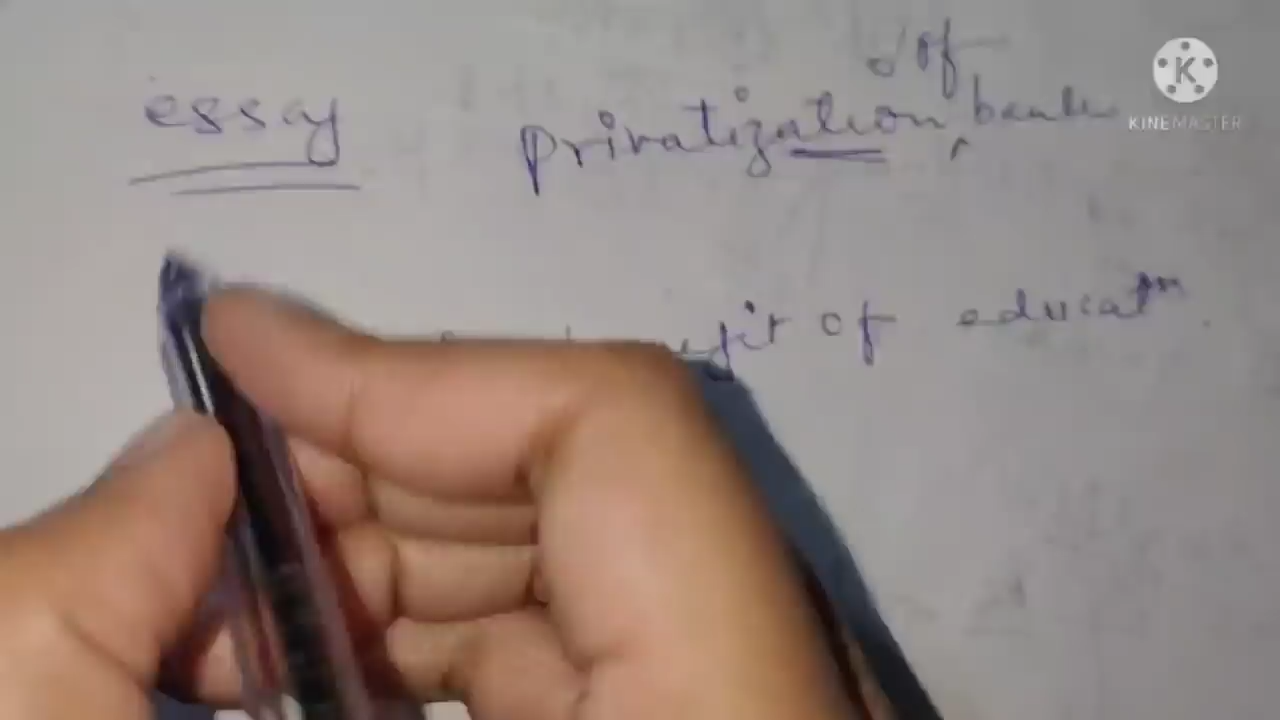 essay
of
privatization banks
of educatn
K
KINEMASTER